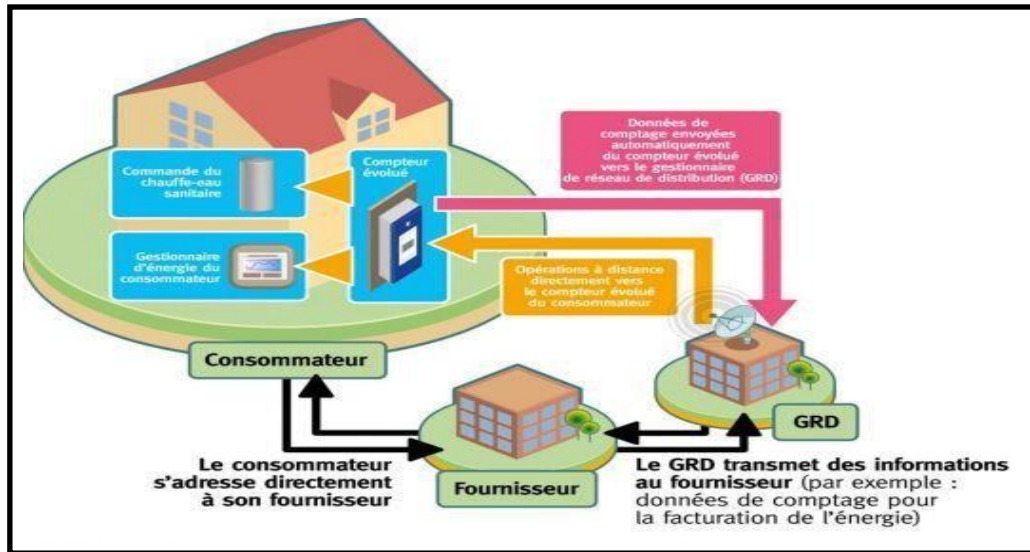 Données de
comptage envoyées
automatiquement
du compteur évolué
vers le gestionnaire
de réseau de distribution (GRD)
Commande du
chauffe-eau
sanitaire
Compteur
évolué
Gestionnaire
d'énergie du
consommateur
Opérations à distance
directement vers
le compteur évolué
du consommateur
Consommateur
GRD
Le consommateur
s'adresse directement
à son fournisseur
Fournisseur
Le GRD transmet des informations
au fournisseur (par exemple :
données de comptage pour
la facturation de l'énergie)